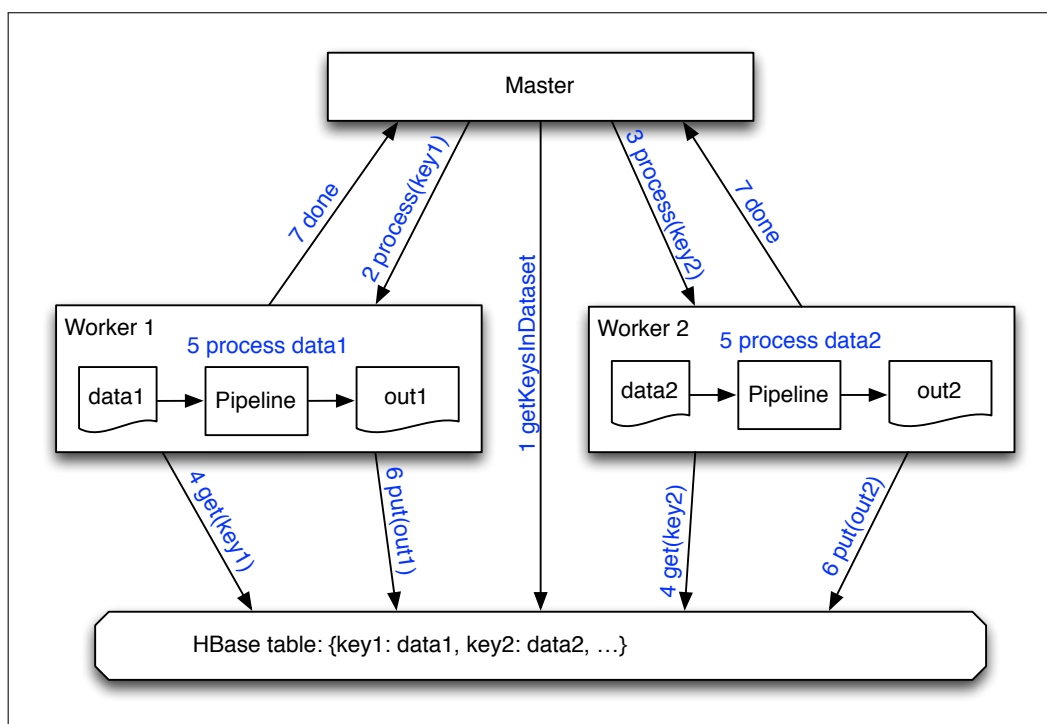 Master
7 done
2 process(key1)
1 getKeysInDataset
3 process(key2)
7 done
Worker 1
5 process data1
data1
Pipeline
out1
Worker 2
5 process data2
data2
Pipeline
out2
4 get(key1)
6 put(out1)
4 get(key2)
6 put(out2)
HBase table: {key1: data1, key2: data2, …}